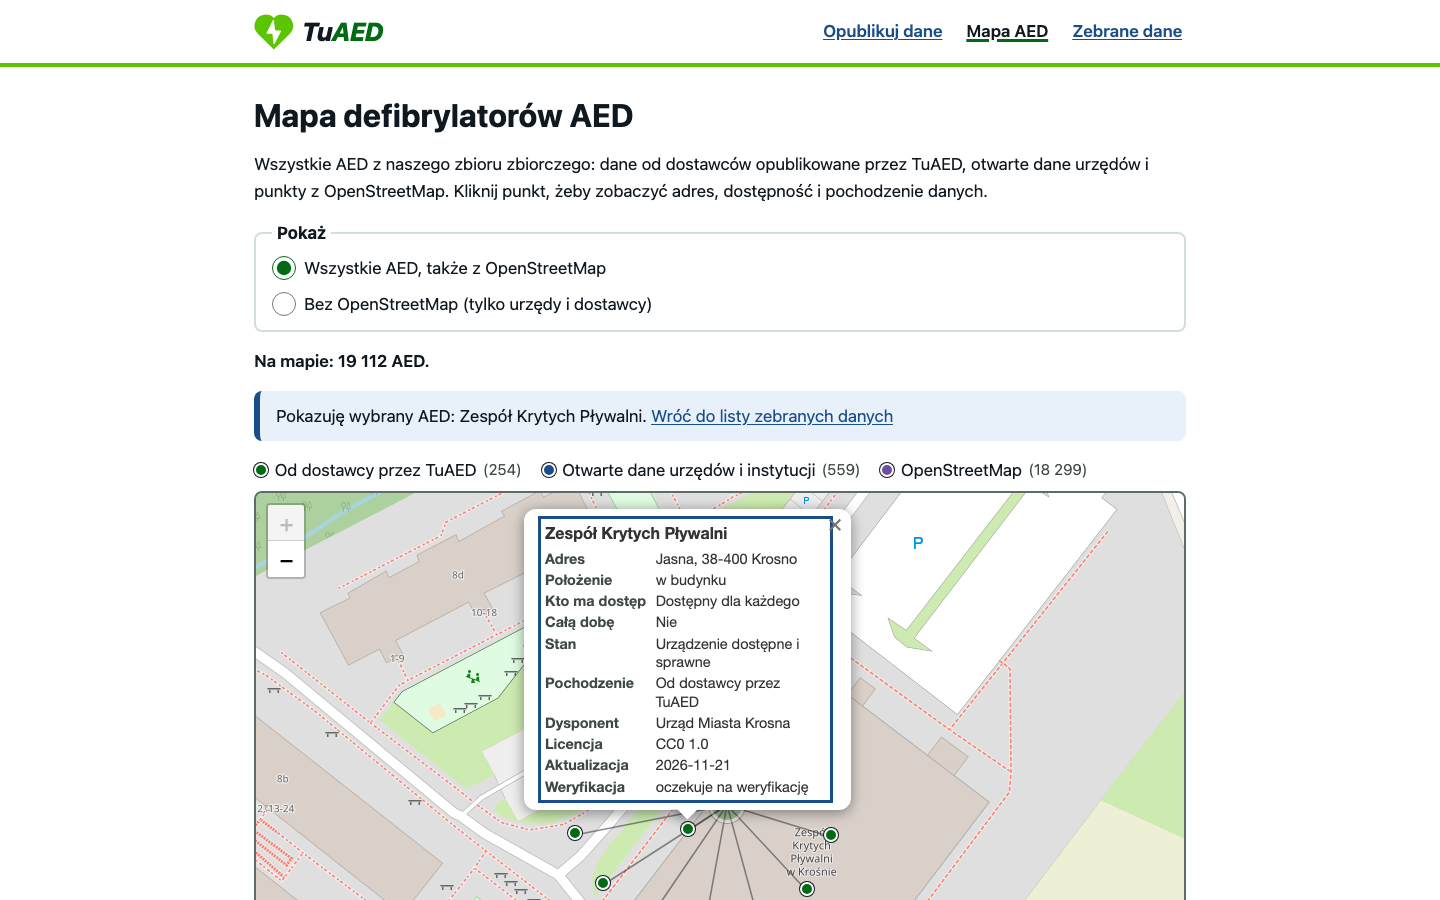 TuAED
Opublikuj dane
Mapa AED
Zebrane dane
Mapa defibrylatorów AED
Wszystkie AED z naszego zbioru zbiorczego: dane od dostawców opublikowane przez TuAED, otwarte dane urzędów i
punkty z OpenStreetMap. Kliknij punkt, żeby zobaczyć adres, dostępność i pochodzenie danych.
Pokaż
Wszystkie AED, także z OpenStreetMap
Bez OpenStreetMap (tylko urzędy i dostawcy)
Na mapie: 19 112 AED.
Pokazuję wybrany AED: Zespół Krytych Pływalni. Wróć do listy zebranych danych
Od dostawcy przez TuAED (254)
Otwarte dane urzędów i instytucji (559)
OpenStreetMap (18 299)
+
−
P
P
×
Zespół Krytych Pływalni
Adres Jasna, 38-400 Krosno
Położenie w budynku
Kto ma dostęp Dostępny dla każdego
Całą dobę Nie
Stan Urządzenie dostępne i
sprawne
Pochodzenie Od dostawcy przez
TuAED
Dysponent Urząd Miasta Krosna
Licencja CC0 1.0
Aktualizacja 2026-11-21
Weryfikacja oczekuje na weryfikację
8d
10-18
1-9
8b
13-24
Krytych
Pływalni
w Krośnie